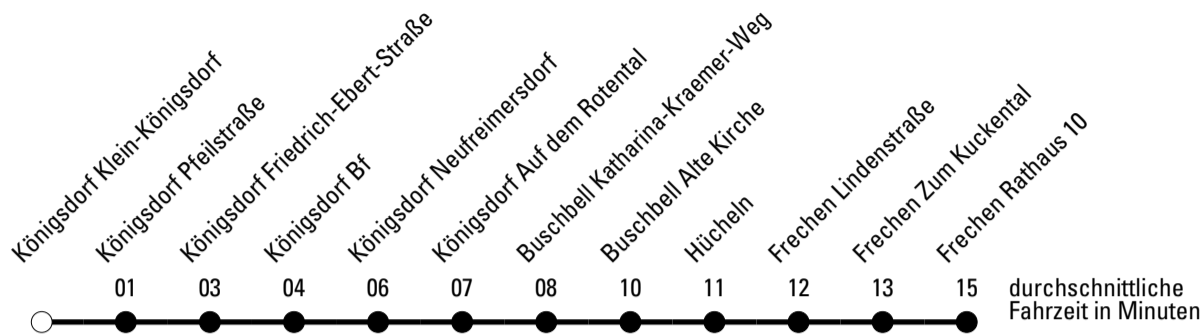 Königsdorf Klein-Königsdorf
Königsdorf Pfeilstraße
Königsdorf Friedrich-Ebert-Straße
Königsdorf Bf
Königsdorf Neufreimersdorf
Königsdorf Auf dem Rotental
Buschbell Katharina-Kraemer-Weg
Buschbell Alte Kirche
Hücheln
Frechen Lindenstraße
Frechen Zum Kuckental
Frechen Rathaus 10
01 03 04 06 07 08 10 11 12 13 15
durchschnittliche
Fahrzeit in Minuten